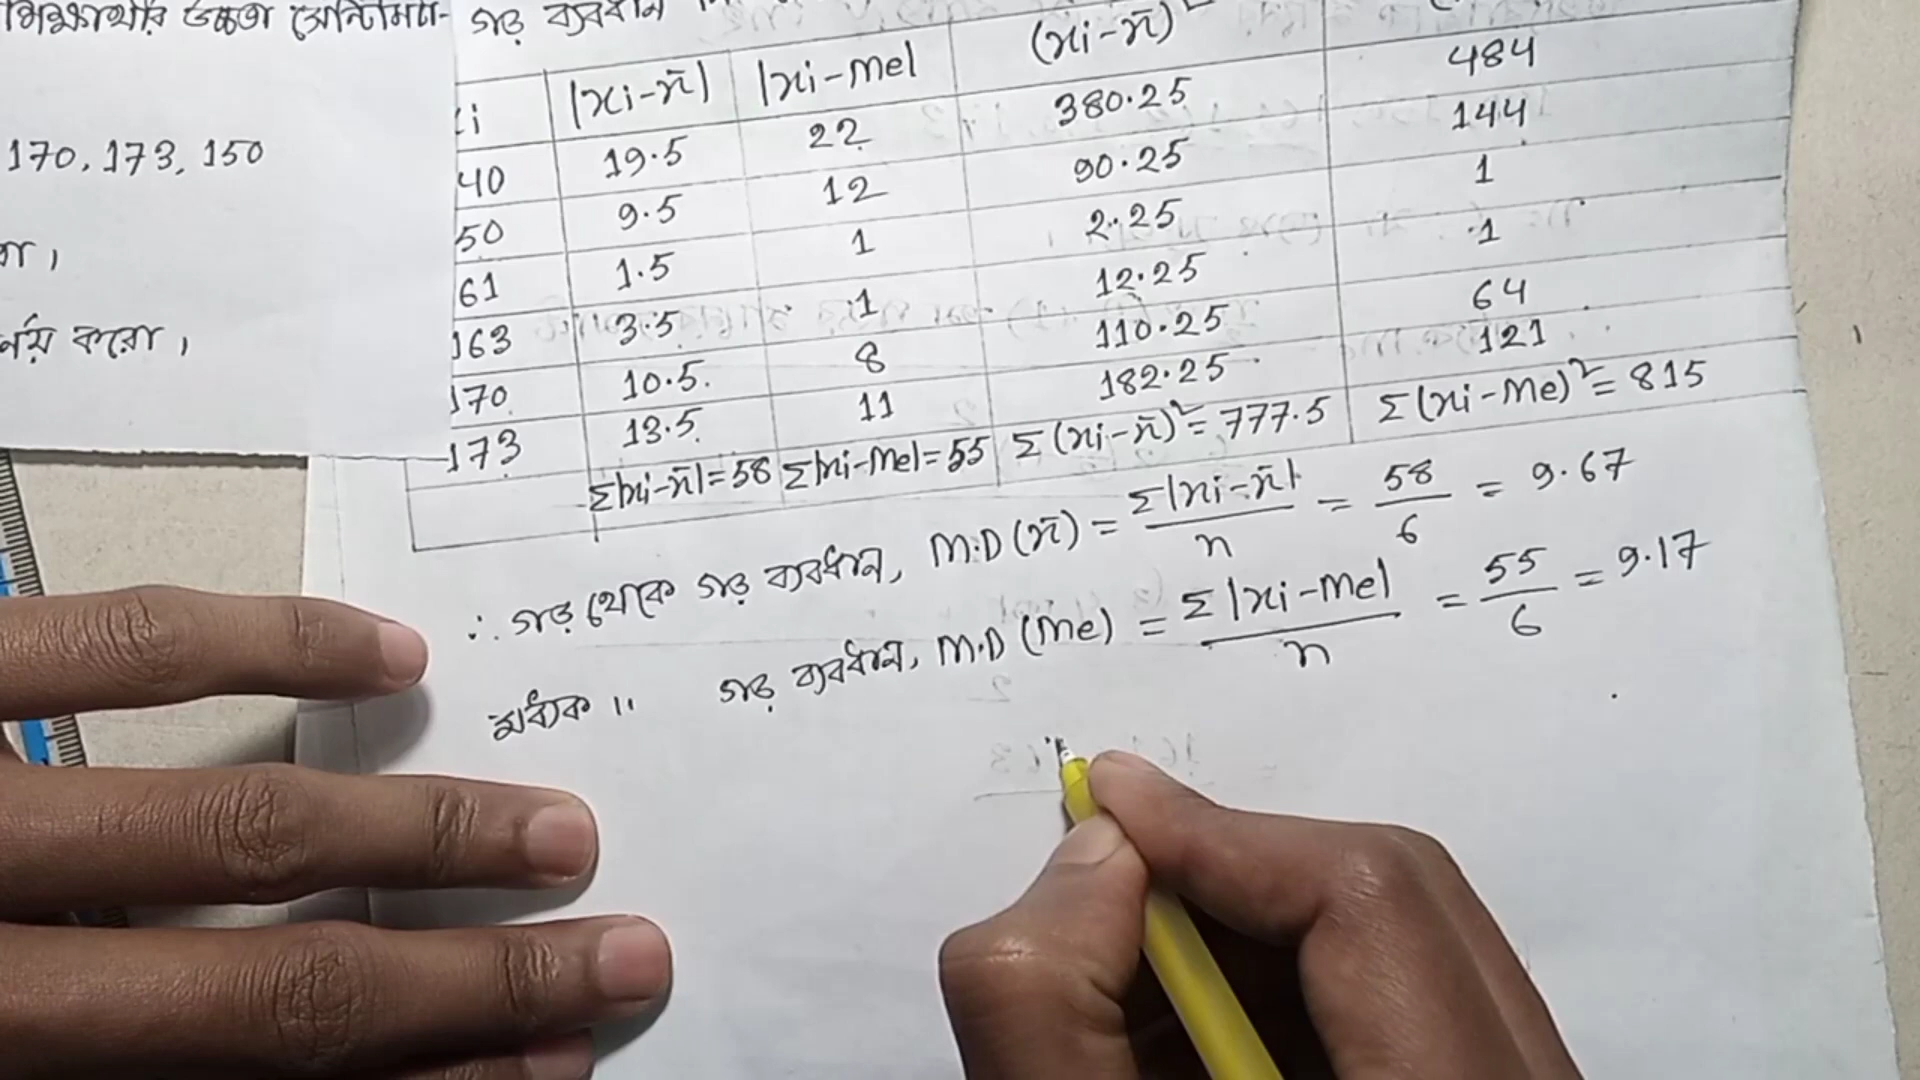 উচ্চতা সেন্টিমিটা-
170, 173, 150
করো,
গড় ব্যবধান
|xi-x̄| |xi-Me| (xi-x̄)²
40 19.5 22 380.25 484
50 9.5 12 90.25 144
61 1.5 1 2.25 1
163 3.5 1 12.25 1
170 10.5 8 110.25 64
173 13.5 11 182.25 121
Σ|xi-x̄|=58 Σ|xi-Me|=55 Σ(xi-x̄)²=777.5 Σ(xi-Me)²=815
∴ গড় থেকে গড় ব্যবধান, M.D(x̄) = Σ|xi-x̄|/n = 58/6 = 9.67
মধ্যক " গড় ব্যবধান, M.D(Me) = Σ|xi-Me|/n = 55/6 = 9.17